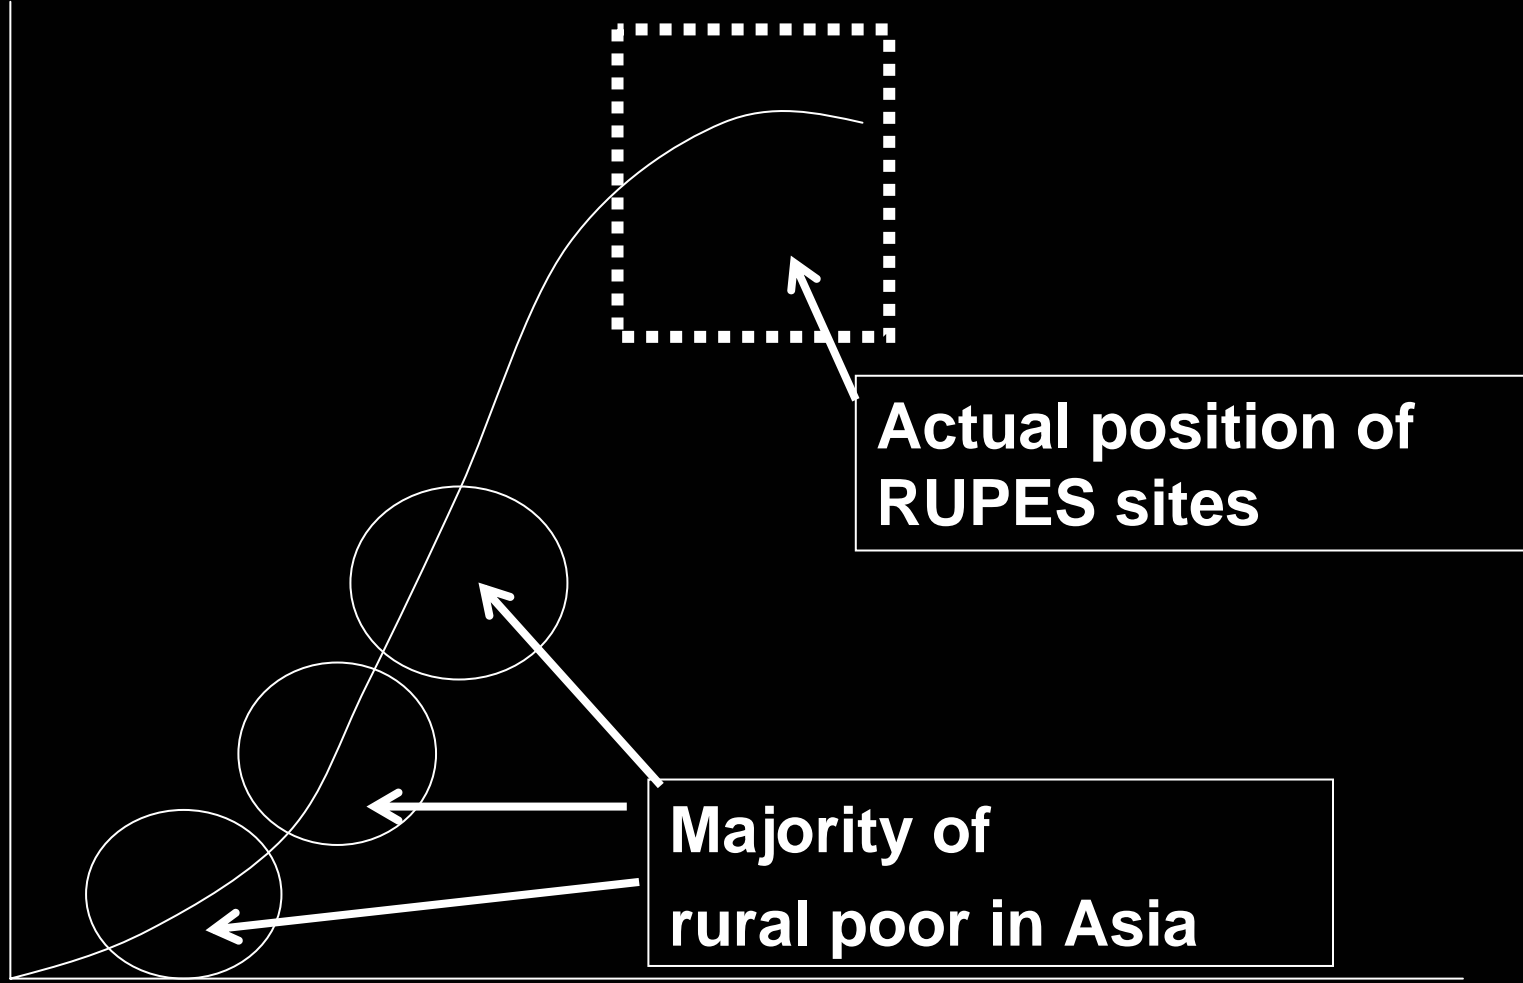 Actual position of
RUPES sites
Majority of
rural poor in Asia